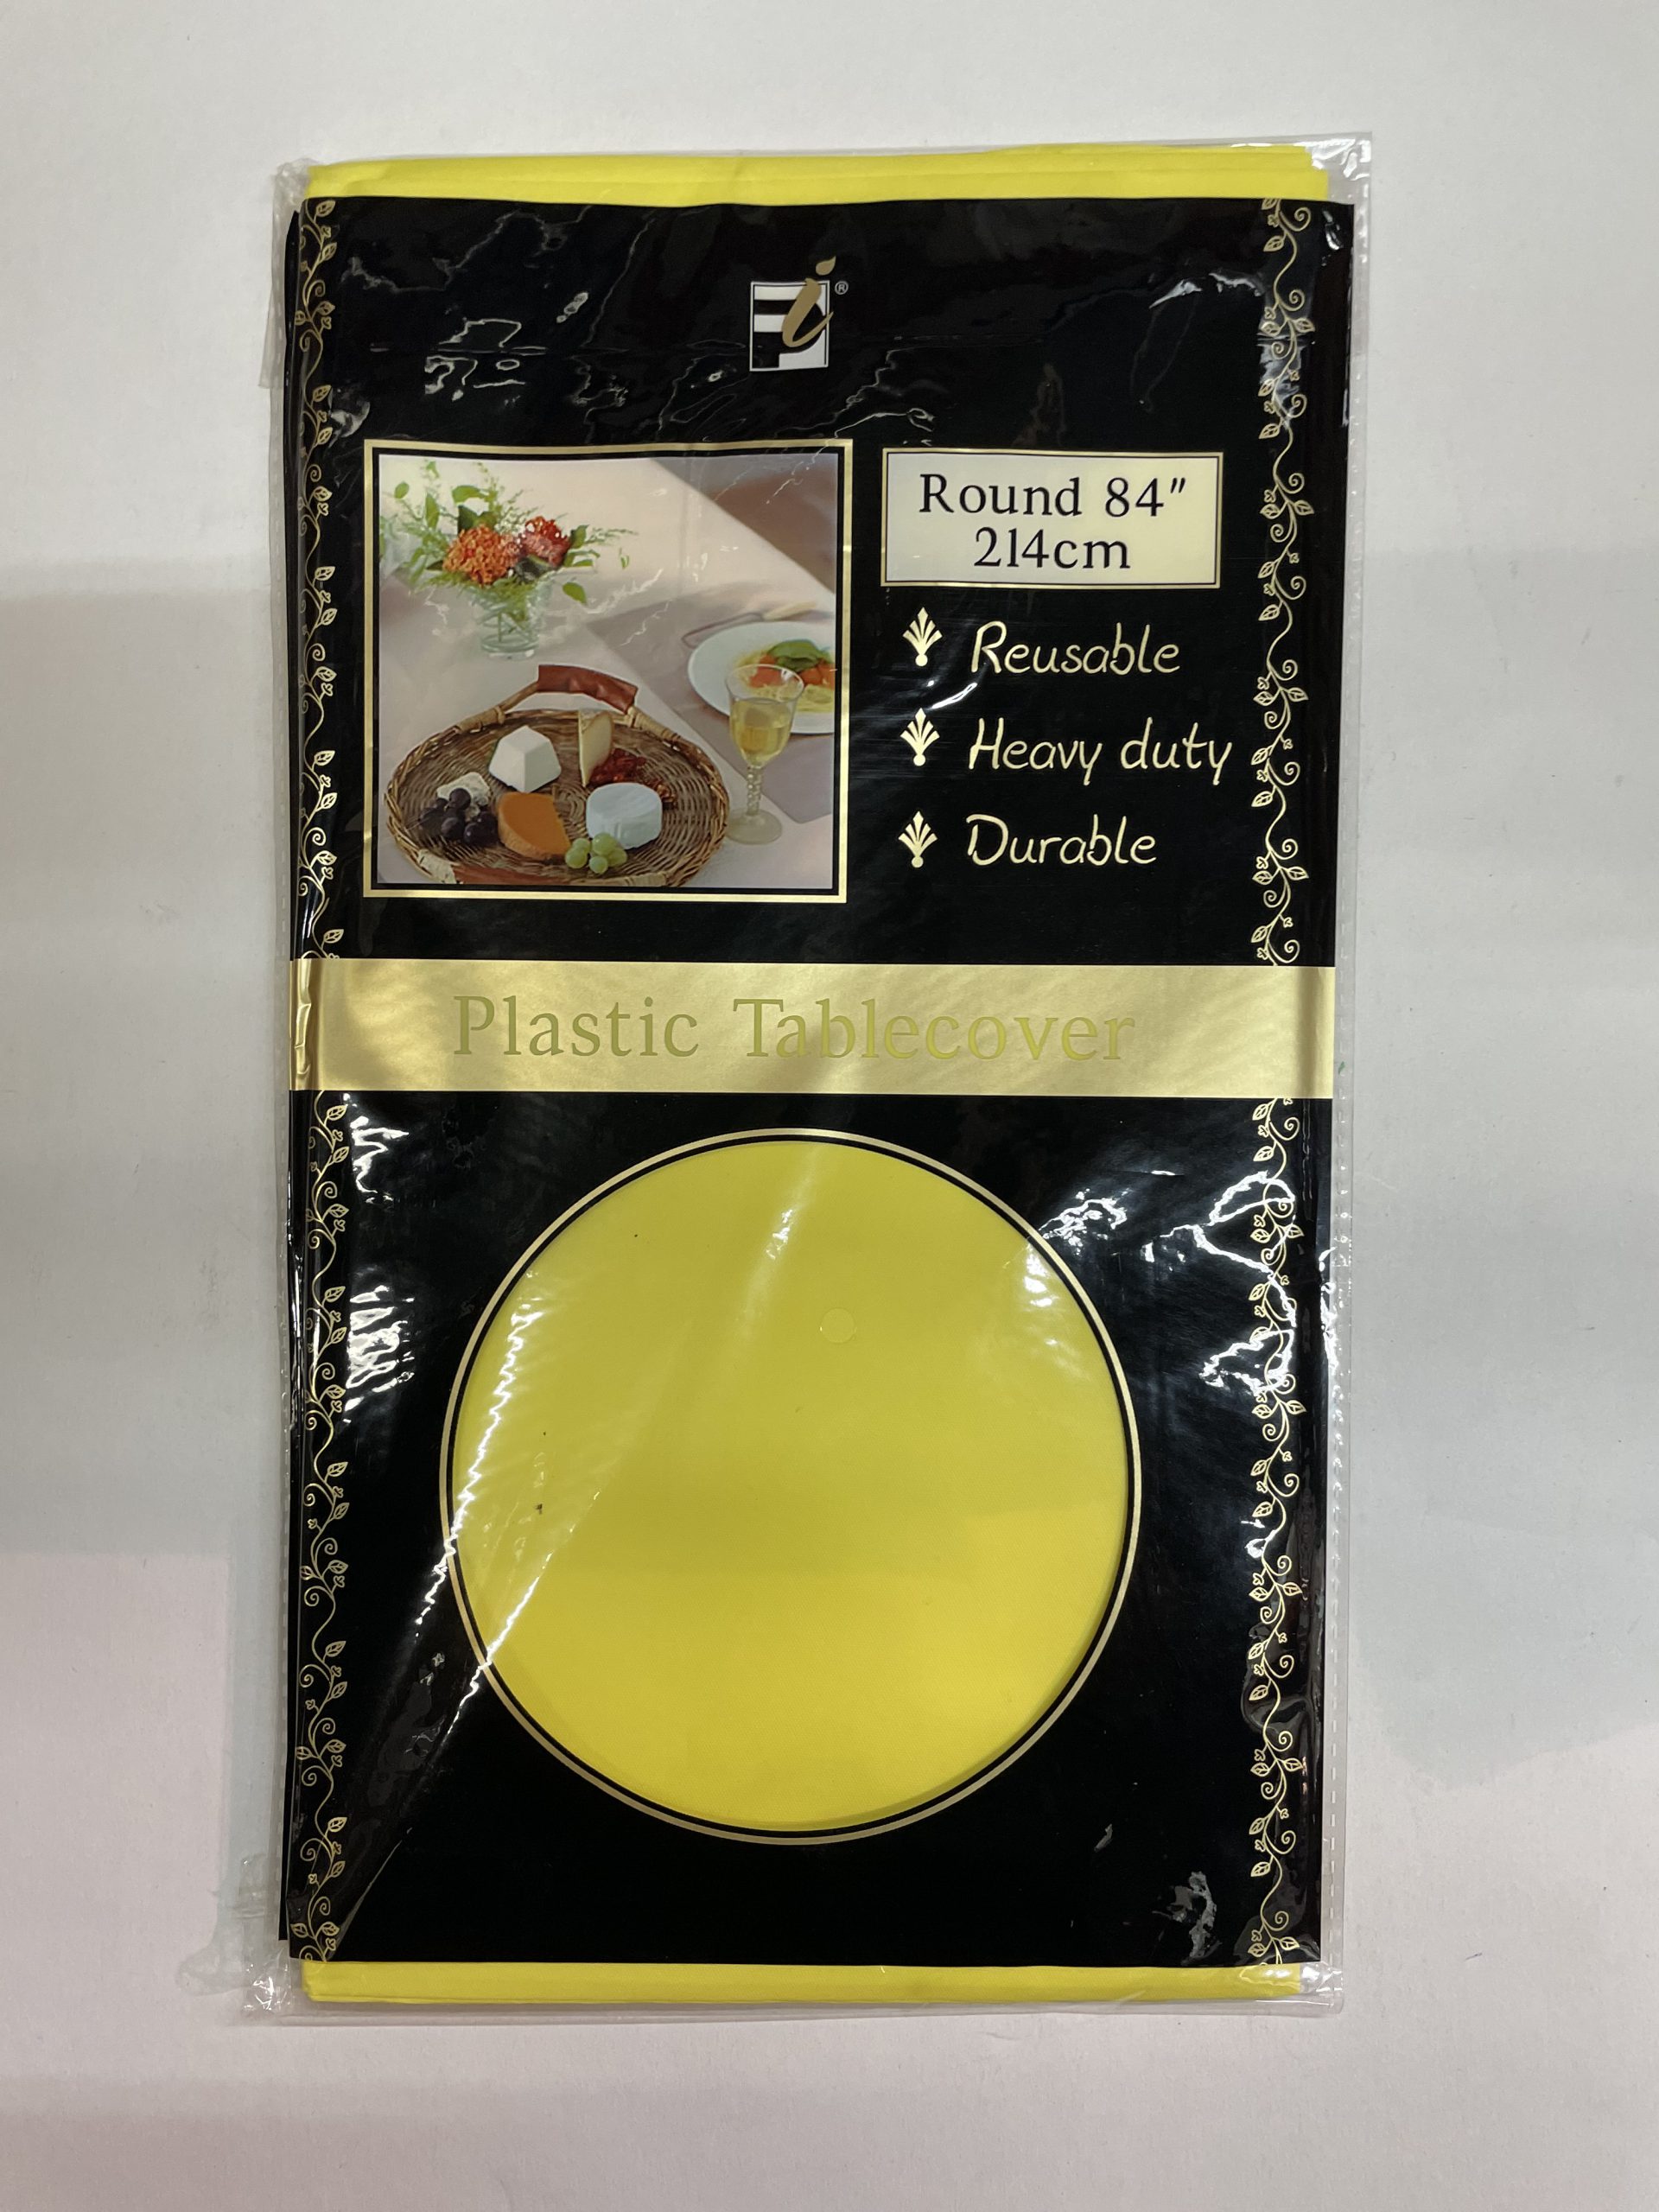 ®
Round 84"
214cm
Reusable
Heavy duty
Durable
Plastic Tablecover